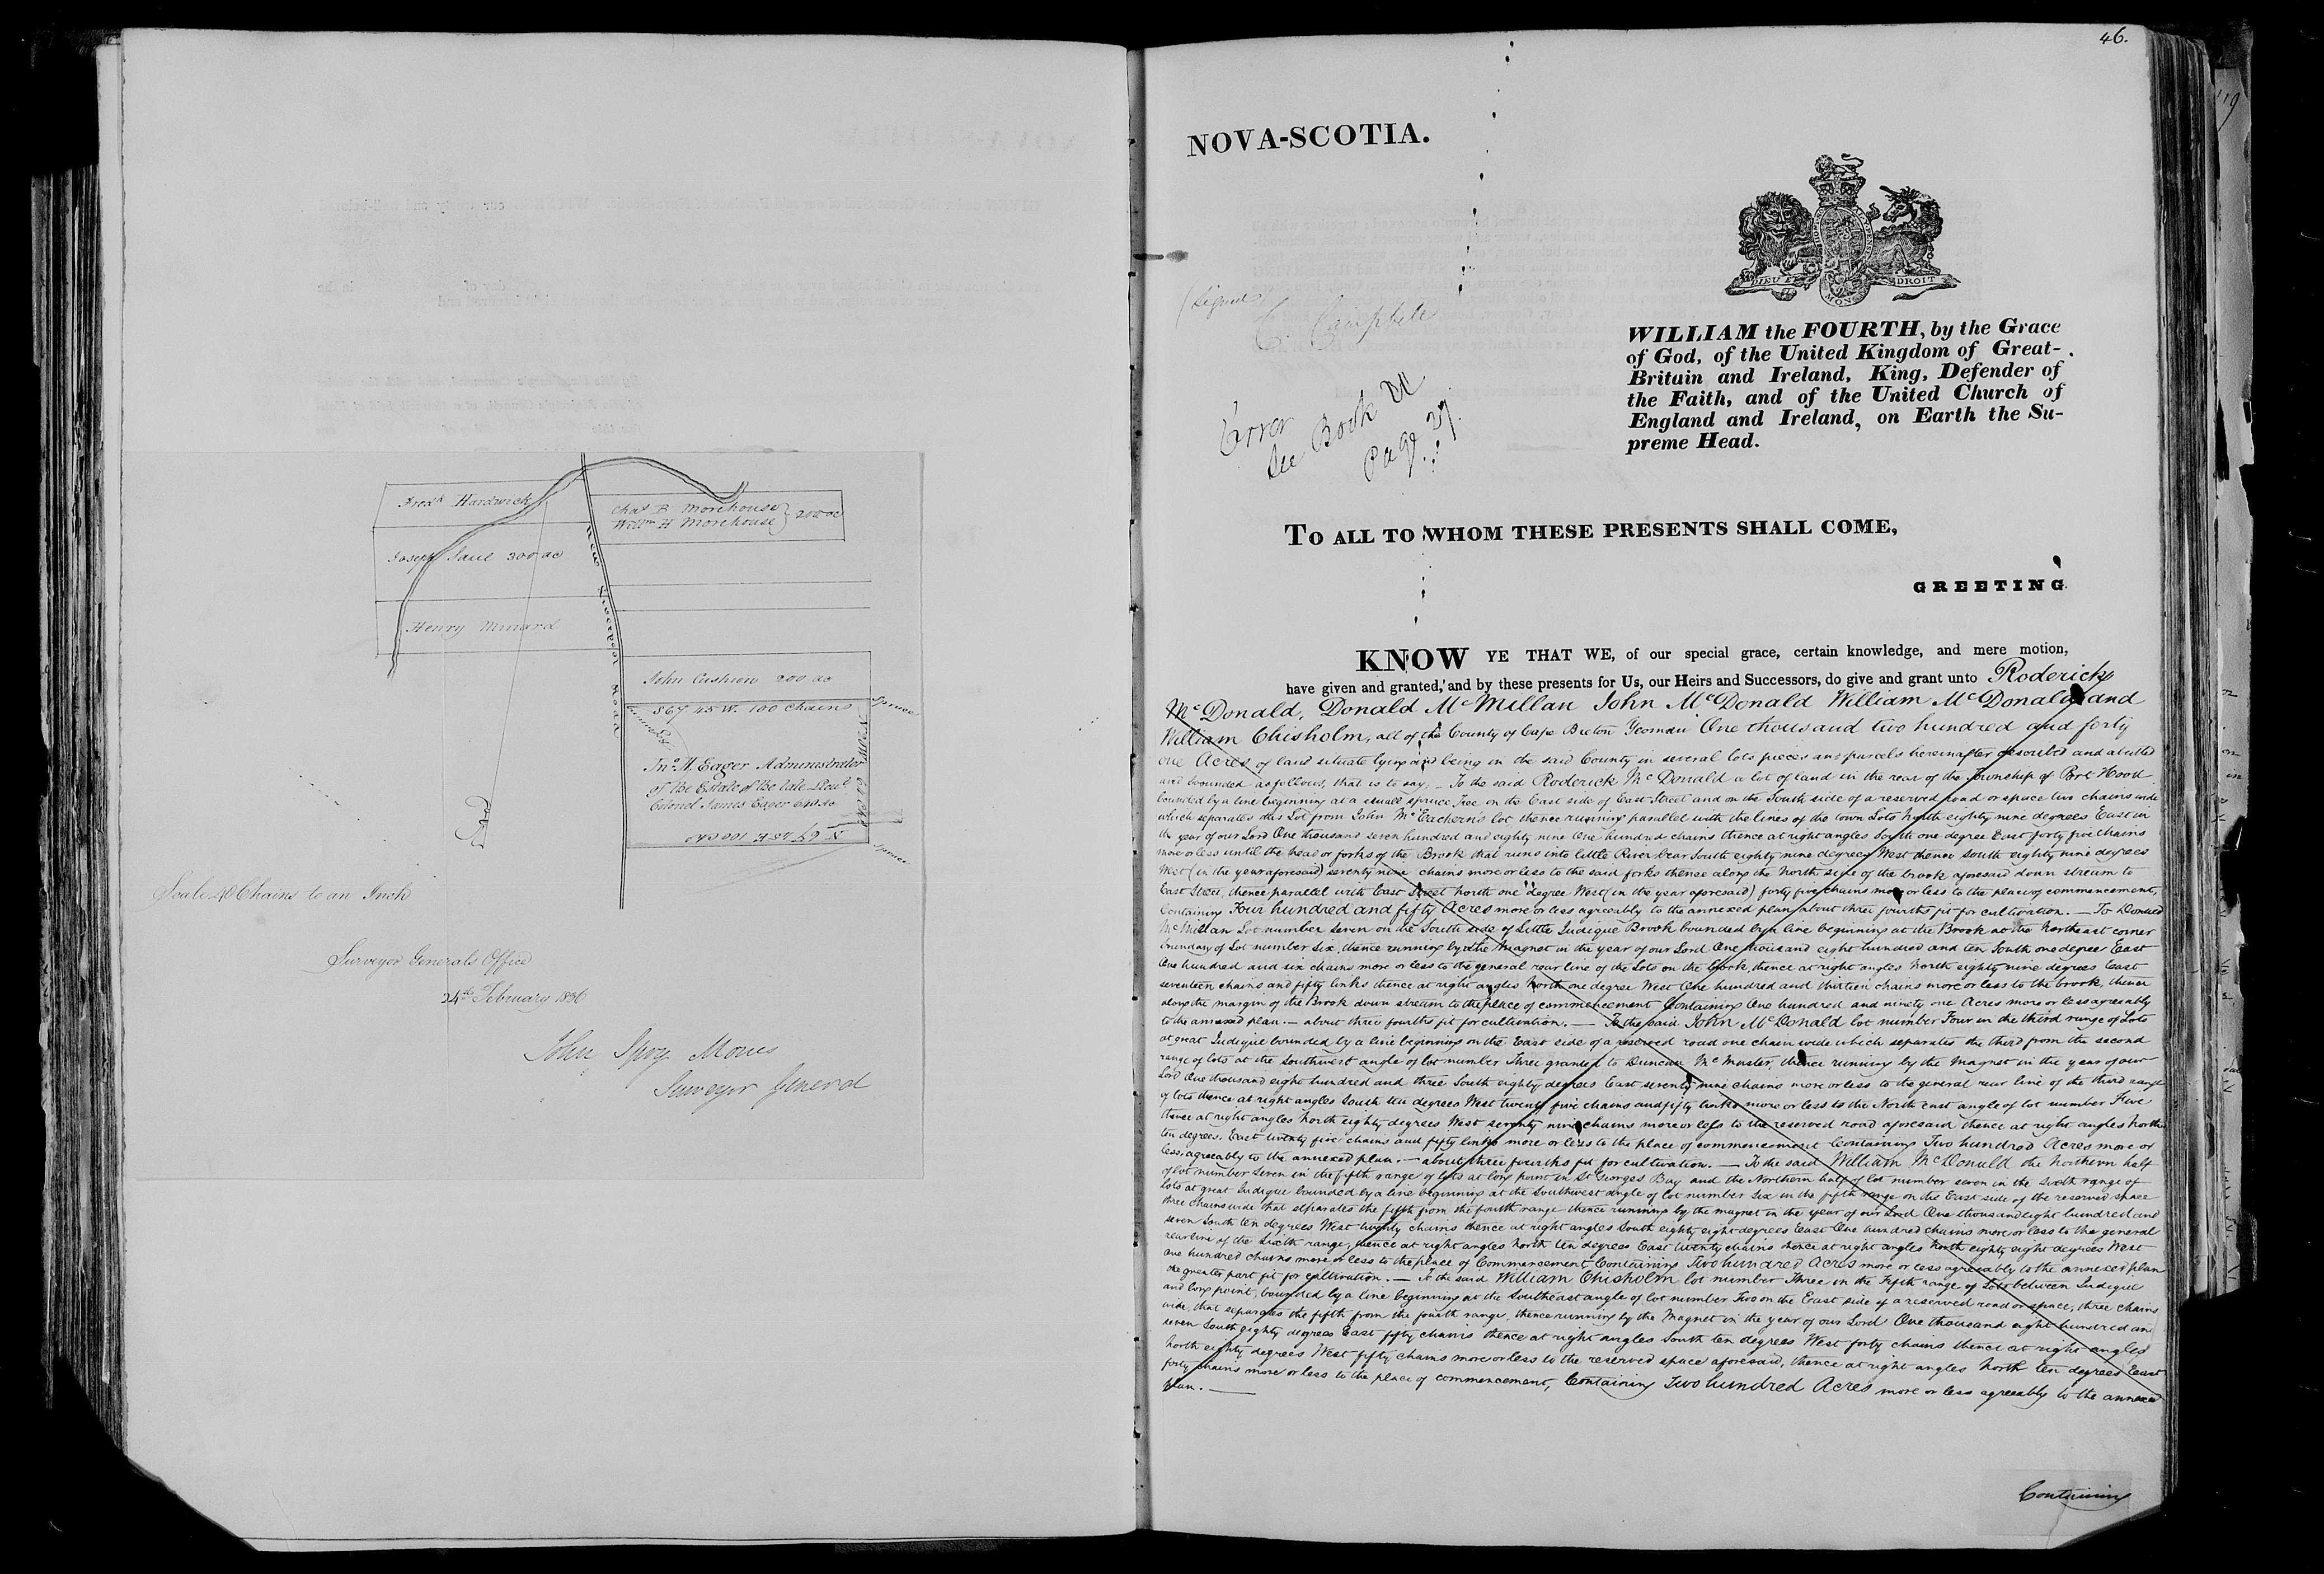 Fredk Hardwick
Chas B Morehouse
Willm H Morehouse } 200 ac
Joseph Saul 200 ac
Henry Minard
New Liverpool Road
John Cushion 200 ac
S 67 45 W. 100 Chains
Spruce
Jno. M. Eager Administrator
of the Estate of the late Lieut
Colonel James Eager 640 ac
Spruce
Scale 40 Chains to an Inch
Surveyor Generals Office
24th February 1836
John Spry Morris
Surveyor General
46.
NOVA-SCOTIA.
DIEU ET MON DROIT
(Signed)
C. Campbell
Error
See Book U
Page 27.
WILLIAM the FOURTH, by the Grace
of God, of the United Kingdom of Great-
Britain and Ireland, King, Defender of
the Faith, and of the United Church of
England and Ireland, on Earth the Su-
preme Head.
TO ALL TO WHOM THESE PRESENTS SHALL COME,
GREETING
KNOW YE THAT WE, of our special grace, certain knowledge, and mere motion,
have given and granted, and by these presents for Us, our Heirs and Successors, do give and grant unto Roderick
McDonald, Donald McMillan John McDonald William McDonald and
William Chisholm, all of the County of Cape Breton Yeomen One thousand two hundred and forty
one Acres of land situate lying and being in the said County in several lots pieces and parcels hereinafter described and abutted
and bounded as follows, that is to say, - To the said Roderick McDonald a lot of land in the rear of the Township of Port Hood
bounded by a line beginning at a small spruce Tree on the East side of East Street and on the South side of a reserved road or space two chains wide
which separates this Lot from John McEachern's lot thence running parallel with the lines of the town Lots North eighty nine degrees East in
the year of our Lord One thousand seven hundred and eighty nine One hundred chains thence at right angles South one degree East forty five chains
more or less until the head or forks of the Brook that runs into little River bear South eighty nine degrees West thence South eighty nine degrees
West (in the year aforesaid) seventy nine chains more or less to the said forks thence along the North side of the brook aforesaid down stream to
East Street, thence parallel with East Street North one degree West (in the year aforesaid) forty five chains more or less to the place of commencement,
Containing Four hundred and fifty Acres more or less agreeably to the annexed plan about three fourths fit for cultivation. — To Donald
McMillan Lot number seven on the South side of Little Judique Brook bounded by a line beginning at the Brook at the Northeast corner
boundary of Lot number six, thence running by the Magnet in the year of our Lord One thousand eight hundred and ten South one degree East
One hundred and six chains more or less to the general rear line of the Lots on the brook, thence at right angles North eighty nine degrees East
seventeen chains and fifty links thence at right angles North one degree West One hundred and thirteen chains more or less to the brook, thence
along the margin of the Brook down stream to the place of commencement Containing One hundred and ninety one Acres more or less agreeably
to the annexed plan. — about three fourths fit for cultivation. — To the said John McDonald lot number Four in the third range of Lots
at great Judique bounded by a line beginning on the East side of a reserved road one chain wide which separates the third from the second
range of lots at the Southwest angle of lot number Three granted to Duncan McMaster, thence running by the Magnet in the year of our
Lord One thousand eight hundred and three South eighty degrees East seventy nine chains more or less to the general rear line of the third range
of lots thence at right angles South ten degrees West twenty five chains and fifty links more or less to the North east angle of lot number Five
thence at right angles North eighty degrees West seventy nine chains more or less to the reserved road aforesaid thence at right angles North
ten degrees. East twenty five chains and fifty links more or less to the place of commencement Containing Two hundred Acres more or
less, agreeably to the annexed plan. — about three fourths fit for cultivation. — To the said William McDonald the Northern half
of lot number Seven in the fifth range of lots at long point in St Georges Bay and the Northern half of lot number seven in the sixth range of
lots at great Judique bounded by a line beginning at the Southwest angle of lot number six in the fifth range on the East side of the reserved space
three chains wide that separates the fifth from the fourth range thence running by the magnet in the year of our Lord One thousand eight hundred and
seven South ten degrees West twenty chains thence at right angles South eighty eight degrees East One hundred chains more or less to the general
rear line of the sixth range, thence at right angles North ten degrees East twenty chains thence at right angles North eighty eight degrees West
One hundred chains more or less to the place of Commencement Containing Two hundred Acres more or less agreeably to the annexed plan
the greater part fit for cultivation. — To the said William Chisholm lot number Three in the Fifth range of Lots between Judique
and long point, bounded by a line beginning at the Southeast angle of lot number Two on the East side of a reserved road or space, three chains
wide, that separates the fifth from the fourth range, thence running by the Magnet in the year of our Lord One thousand eight hundred and
seven South eighty degrees East fifty chains thence at right angles South ten degrees West forty chains thence at right angles
North eighty degrees West fifty chains more or less to the reserved space aforesaid, thence at right angles North ten degrees East
forty chains more or less to the place of commencement, Containing Two hundred Acres more or less agreeably to the annexed
plan. —
Containing